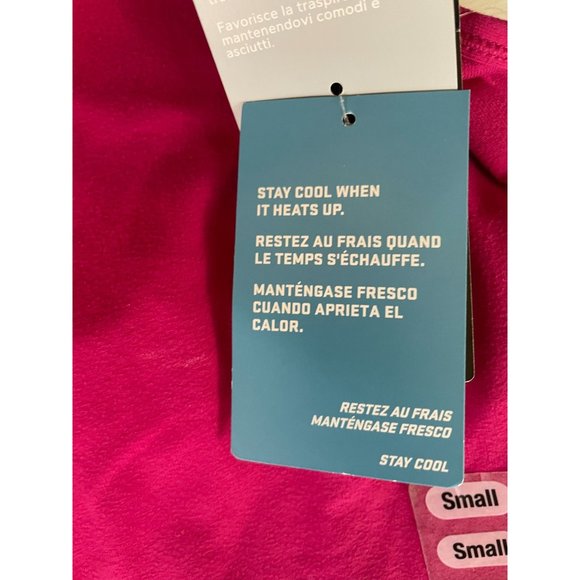 Favorisce la
mantenendovi comodi e
asciutti.
STAY COOL WHEN
IT HEATS UP.
RESTEZ AU FRAIS QUAND
LE TEMPS S'ÉCHAUFFE.
MANTÉNGASE FRESCO
CUANDO APRIETA EL
CALOR.
RESTEZ AU FRAIS
MANTÉNGASE FRESCO
STAY COOL
Small
Small